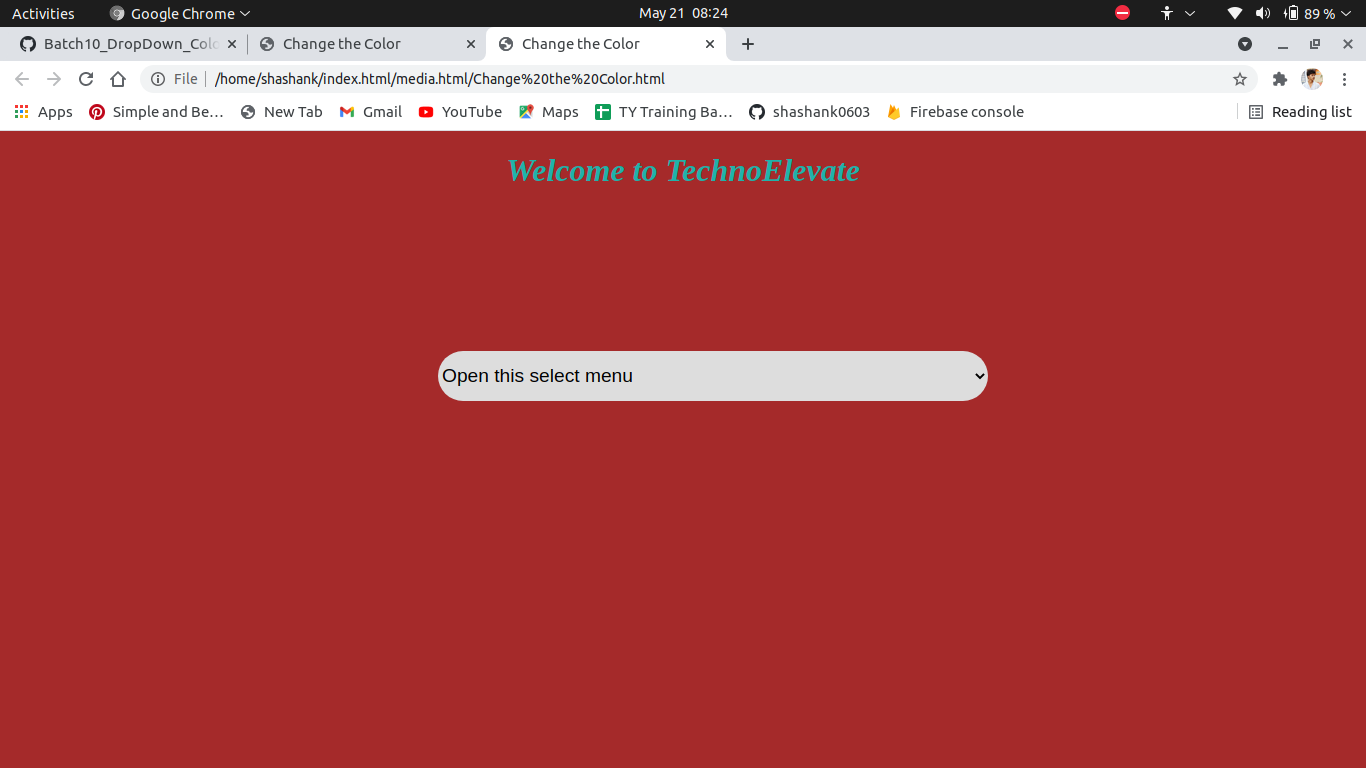 Activities Google Chrome May 21 08:24 89 %
Batch10_DropDown_Colo Change the Color Change the Color
File /home/shashank/index.html/media.html/Change%20the%20Color.html
Apps Simple and Be… New Tab Gmail YouTube Maps TY Training Ba… shashank0603 Firebase console Reading list
Welcome to TechnoElevate
Open this select menu